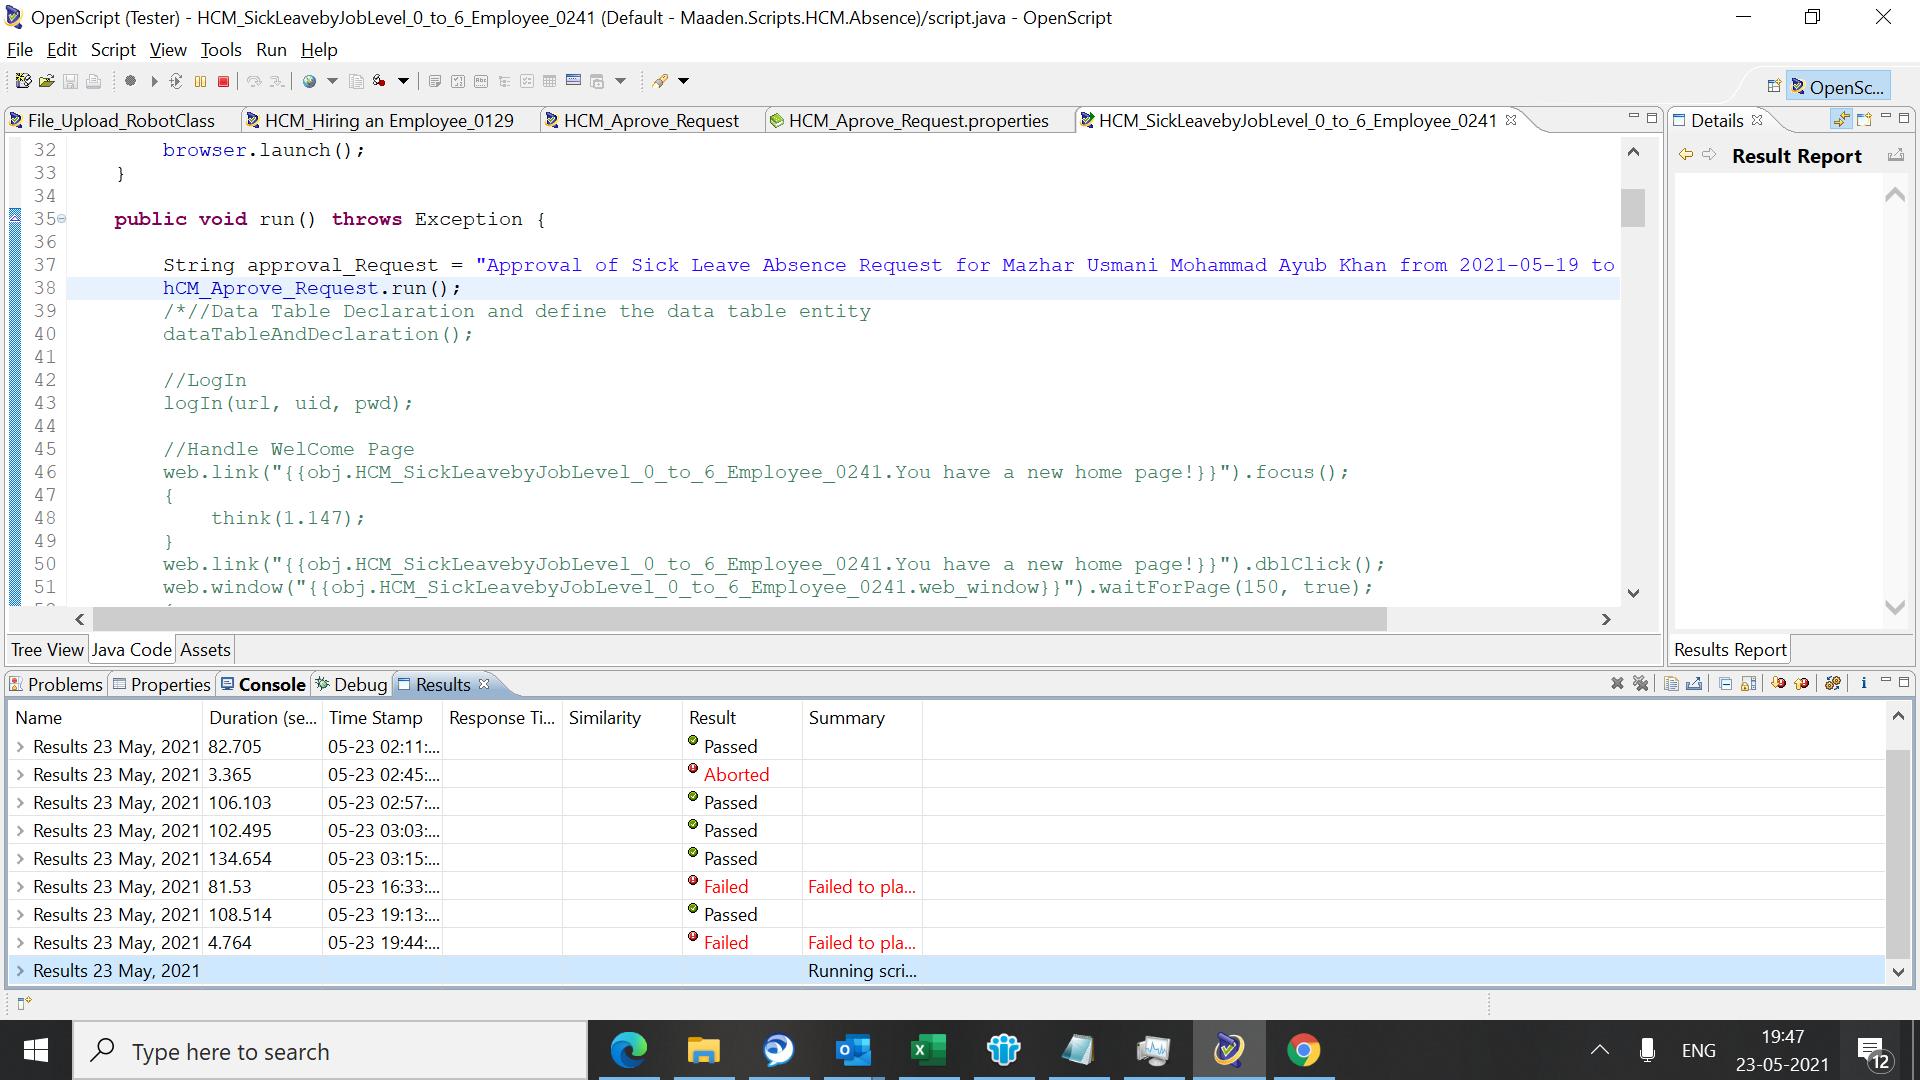 OpenScript (Tester) - HCM_SickLeavebyJobLevel_0_to_6_Employee_0241 (Default - Maaden.Scripts.HCM.Absence)/script.java - OpenScript
File Edit Script View Tools Run Help
OpenSc...
File_Upload_RobotClass HCM_Hiring an Employee_0129 HCM_Aprove_Request HCM_Aprove_Request.properties HCM_SickLeavebyJobLevel_0_to_6_Employee_0241
Details
Result Report
32 browser.launch();
33 }
34
35 public void run() throws Exception {
36
37 String approval_Request = "Approval of Sick Leave Absence Request for Mazhar Usmani Mohammad Ayub Khan from 2021-05-19 to
38 hCM_Aprove_Request.run();
39 /*//Data Table Declaration and define the data table entity
40 dataTableAndDeclaration();
41
42 //LogIn
43 logIn(url, uid, pwd);
44
45 //Handle WelCome Page
46 web.link("{{obj.HCM_SickLeavebyJobLevel_0_to_6_Employee_0241.You have a new home page!}}").focus();
47 {
48 think(1.147);
49 }
50 web.link("{{obj.HCM_SickLeavebyJobLevel_0_to_6_Employee_0241.You have a new home page!}}").dblClick();
51 web.window("{{obj.HCM_SickLeavebyJobLevel_0_to_6_Employee_0241.web_window}}").waitForPage(150, true);
Tree View Java Code Assets
Results Report
Problems Properties Console Debug Results
Name Duration (se... Time Stamp Response Ti... Similarity Result Summary
Results 23 May, 2021 82.705 05-23 02:11:... Passed
Results 23 May, 2021 3.365 05-23 02:45:... Aborted
Results 23 May, 2021 106.103 05-23 02:57:... Passed
Results 23 May, 2021 102.495 05-23 03:03:... Passed
Results 23 May, 2021 134.654 05-23 03:15:... Passed
Results 23 May, 2021 81.53 05-23 16:33:... Failed Failed to pla...
Results 23 May, 2021 108.514 05-23 19:13:... Passed
Results 23 May, 2021 4.764 05-23 19:44:... Failed Failed to pla...
Results 23 May, 2021 Running scri...
Type here to search
ENG
19:47
23-05-2021
12